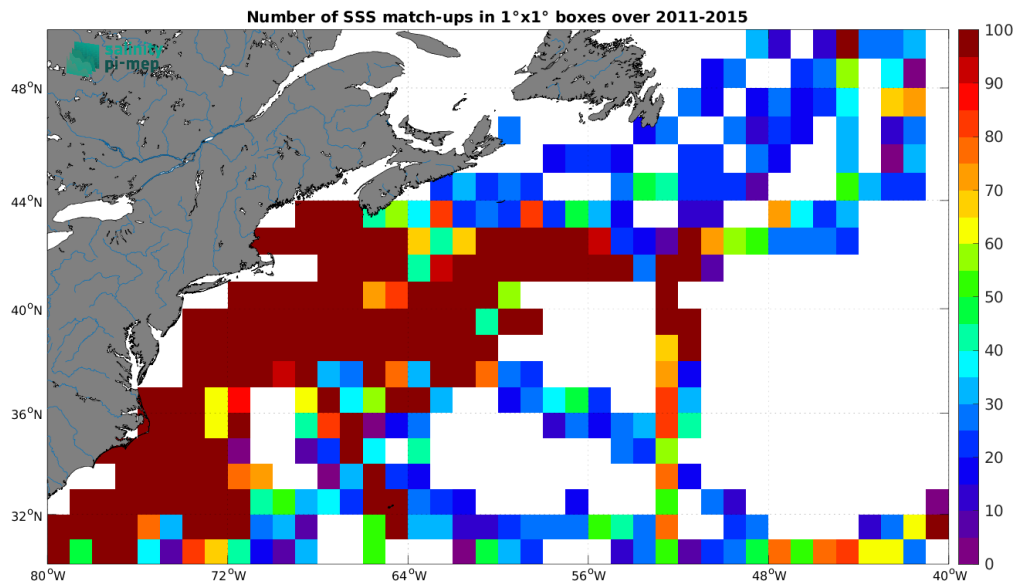 Number of SSS match-ups in 1°x1° boxes over 2011-2015
salinity
pi-mep
48°N
44°N
40°N
36°N
32°N
80°W
72°W
64°W
56°W
48°W
40°W
100
90
80
70
60
50
40
30
20
10
0